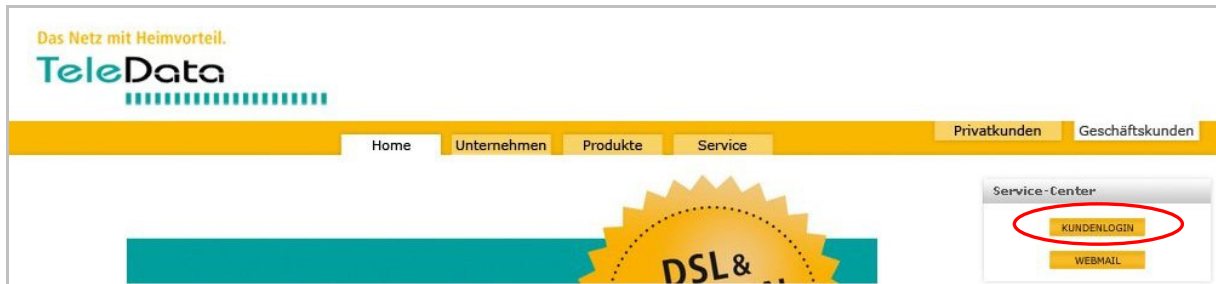 Das Netz mit Heimvorteil.
TeleData
Privatkunden Geschäftskunden
Home Unternehmen Produkte Service
Service-Center
KUNDENLOGIN
WEBMAIL
DSL &